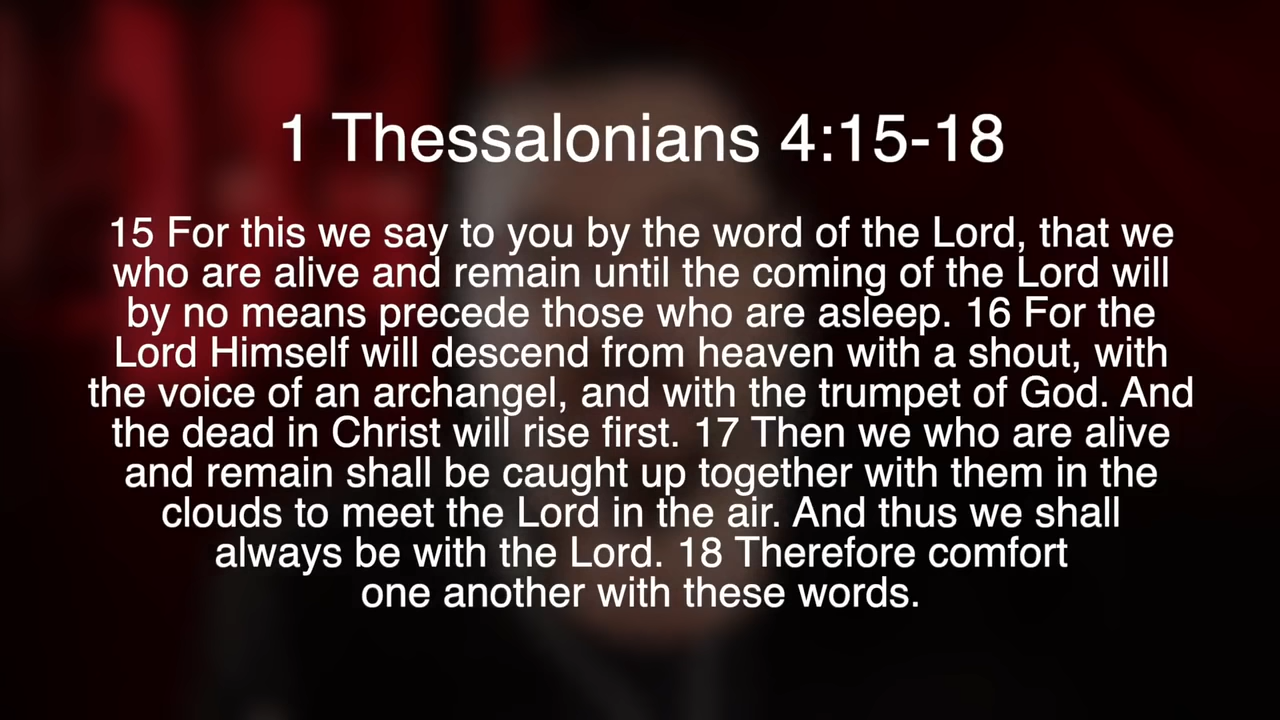 1 Thessalonians 4:15-18
15 For this we say to you by the word of the Lord, that we
who are alive and remain until the coming of the Lord will
by no means precede those who are asleep. 16 For the
Lord Himself will descend from heaven with a shout, with
the voice of an archangel, and with the trumpet of God. And
the dead in Christ will rise first. 17 Then we who are alive
and remain shall be caught up together with them in the
clouds to meet the Lord in the air. And thus we shall
always be with the Lord. 18 Therefore comfort
one another with these words.